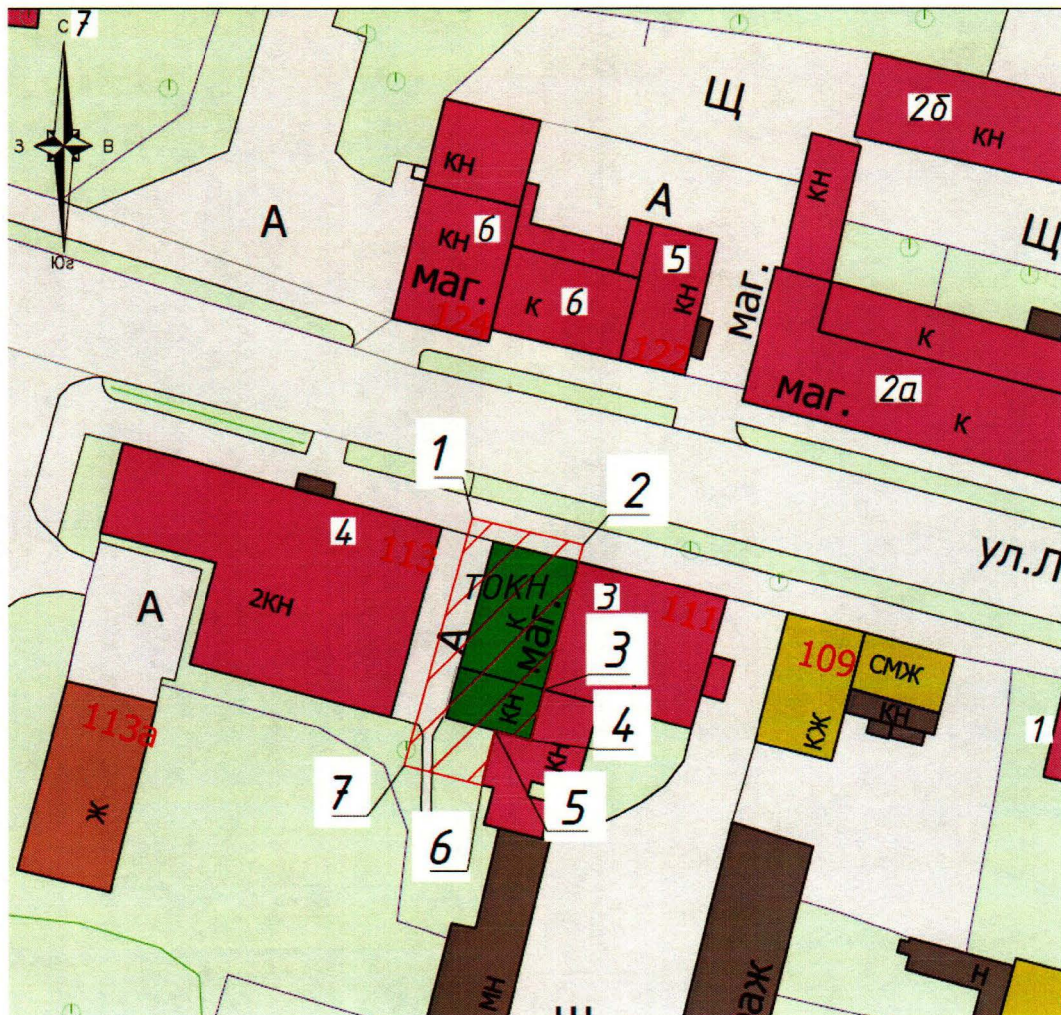 С
7
З
В
Юг
А
Щ
2б
кн
кн
кн
А
Щ
кн
6
маг.
124
к
6
5
кн
122
маг.
маг.
2а
к
к
1
2
4
113
2КН
А
113а
ж
ТОКН
к
маг.
А
кн
3
111
3
4
5
6
7
кн
109
СМЖ
КН
КЖ
1
ул.Л
МН
Н